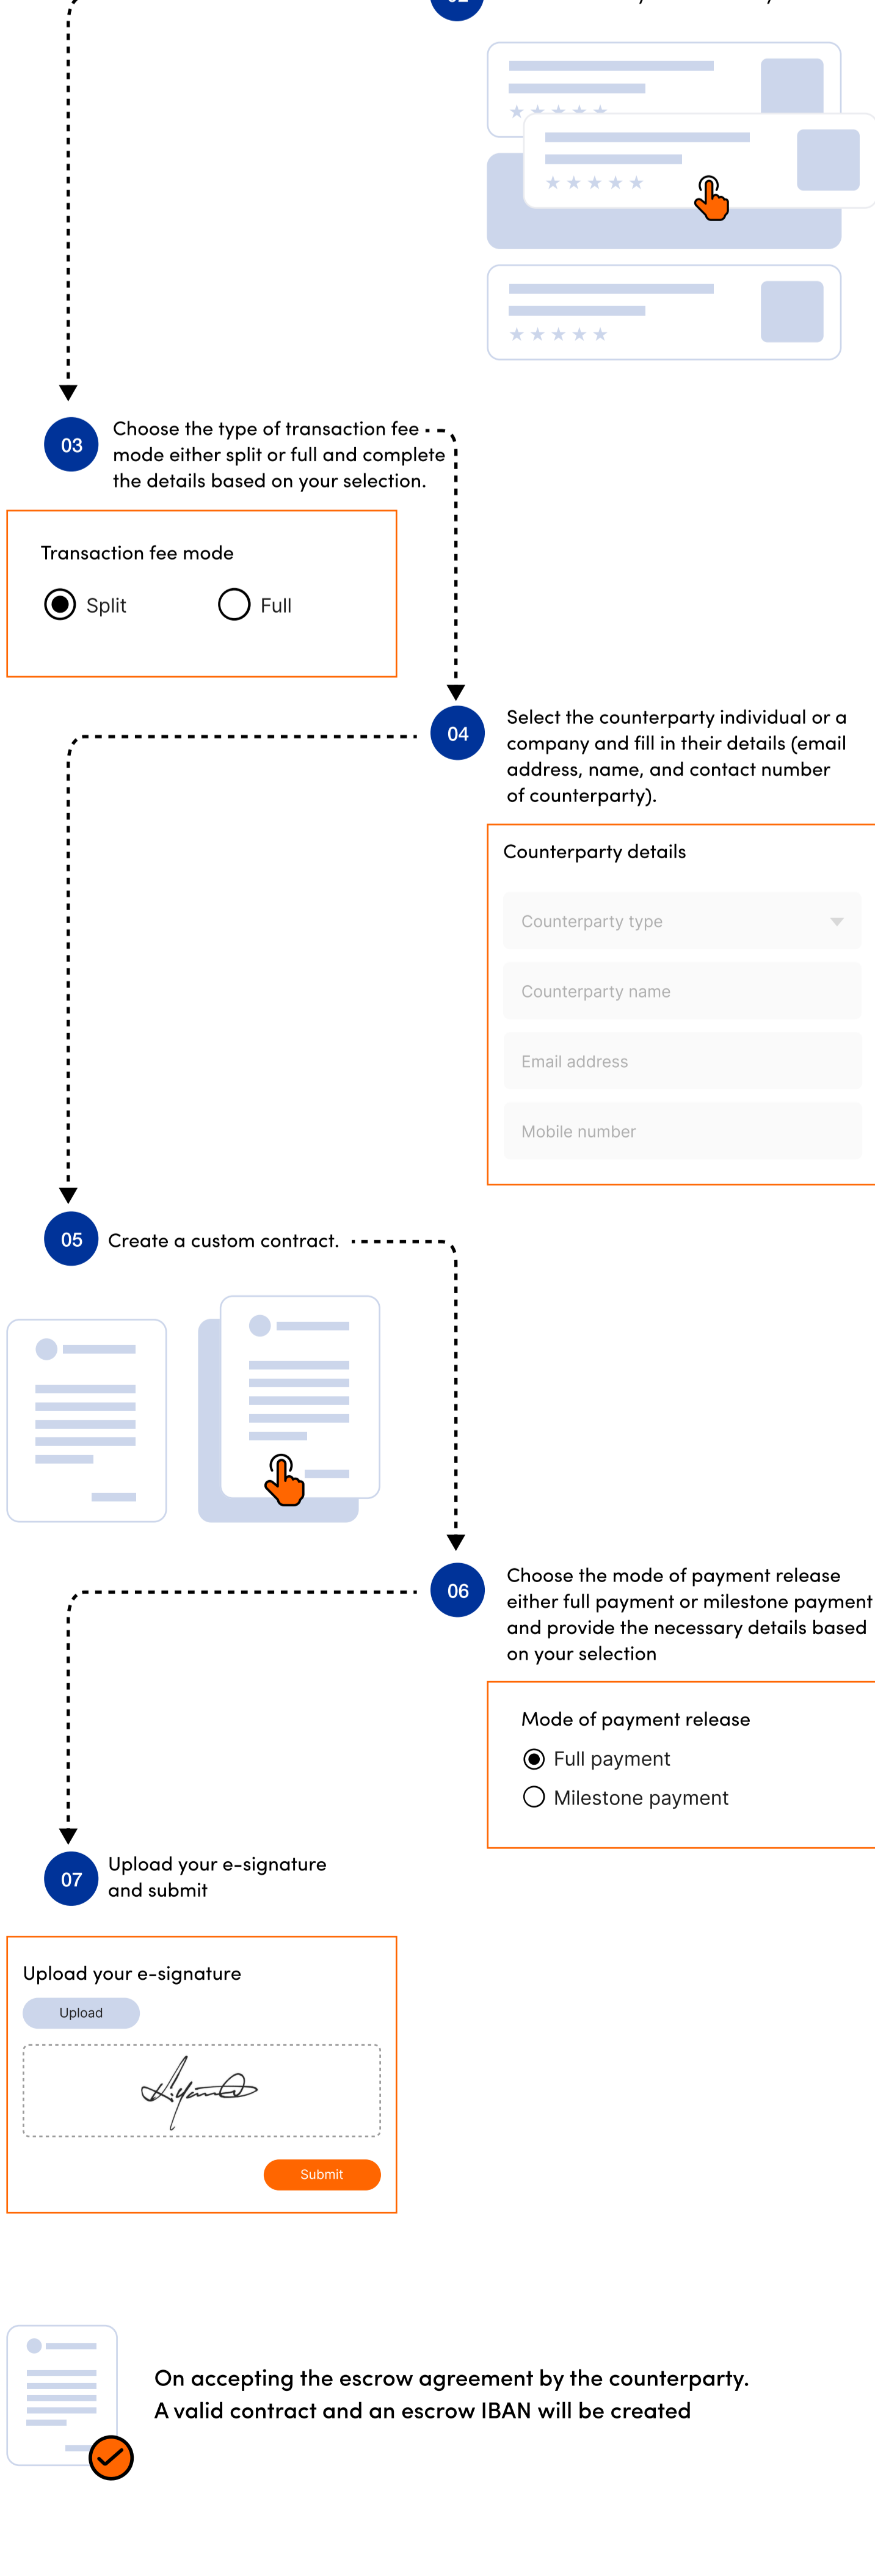 03
Choose the type of transaction fee
mode either split or full and complete
the details based on your selection.
Transaction fee mode
Split
Full
04
Select the counterparty individual or a
company and fill in their details (email
address, name, and contact number
of counterparty).
Counterparty details
Counterparty type
Counterparty name
Email address
Mobile number
05
Create a custom contract.
06
Choose the mode of payment release
either full payment or milestone payment
and provide the necessary details based
on your selection
Mode of payment release
Full payment
Milestone payment
07
Upload your e-signature
and submit
Upload your e-signature
Upload
Submit
On accepting the escrow agreement by the counterparty.
A valid contract and an escrow IBAN will be created